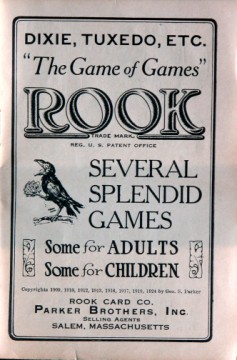 DIXIE, TUXEDO, ETC.
"The Game of Games"
ROOK
TRADE MARK.
REG. U. S. PATENT OFFICE
SEVERAL
SPLENDID
GAMES
Some for ADULTS
Some for CHILDREN
Copyrights 1906, 1910, 1912, 1913, 1916, 1917, 1919, 1924 by Geo. S. Parker
ROOK CARD CO.
PARKER BROTHERS, INC.
SELLING AGENTS
SALEM, MASSACHUSETTS